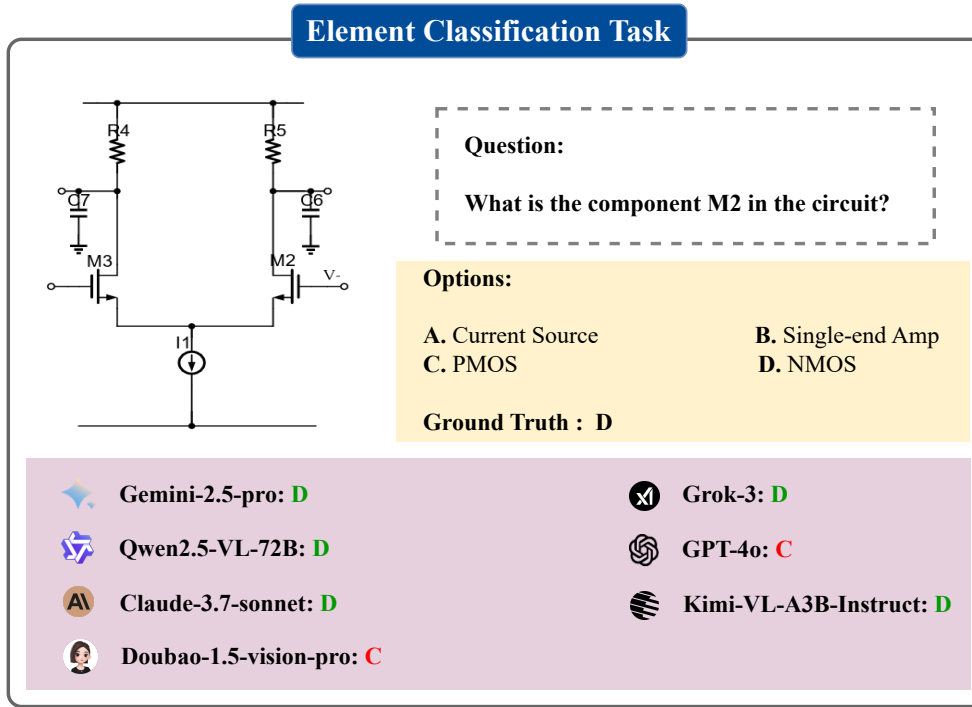 Element Classification Task
R4
R5
C7
C6
M3
M2
V-
I1
Question:
What is the component M2 in the circuit?
Options:
A. Current Source
B. Single-end Amp
C. PMOS
D. NMOS
Ground Truth : D
Gemini-2.5-pro: D
Grok-3: D
Qwen2.5-VL-72B: D
GPT-4o: C
Claude-3.7-sonnet: D
Kimi-VL-A3B-Instruct: D
Doubao-1.5-vision-pro: C